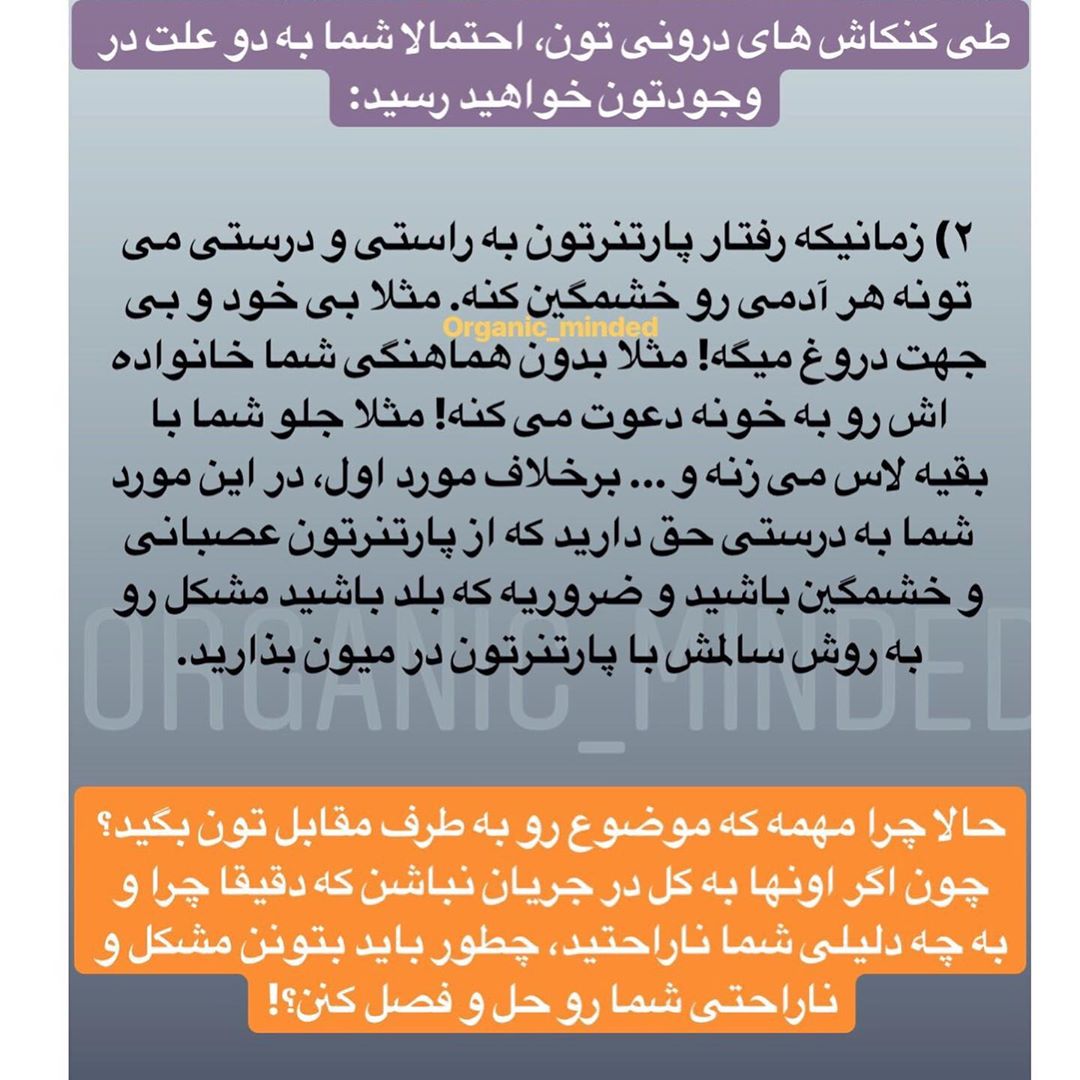 طی کنکاش های درونی تون، احتمالا شما به دو علت در
وجودتون خواهید رسید:
۲) زمانیکه رفتار پارتنرتون به راستی و درستی می
تونه هر آدمی رو خشمگین کنه. مثلا بی خود و بی
Organic_minded
جهت دروغ میگه! مثلا بدون هماهنگی شما خانواده
اش رو به خونه دعوت می کنه! مثلا جلو شما با
بقیه لاس می زنه و ... برخلاف مورد اول، در این مورد
شما به درستی حق دارید که از پارتنرتون عصبانی
و خشمگین باشید و ضروریه که بلد باشید مشکل رو
به روش سالمش با پارتنرتون در میون بذارید.
ORGANIC_MINDED
حالا چرا مهمه که موضوع رو به طرف مقابل تون بگید؟
چون اگر اونها به کل در جریان نباشن که دقیقا چرا و
به چه دلیلی شما ناراحتید، چطور باید بتونن مشکل و
ناراحتی شما رو حل و فصل کنن؟!